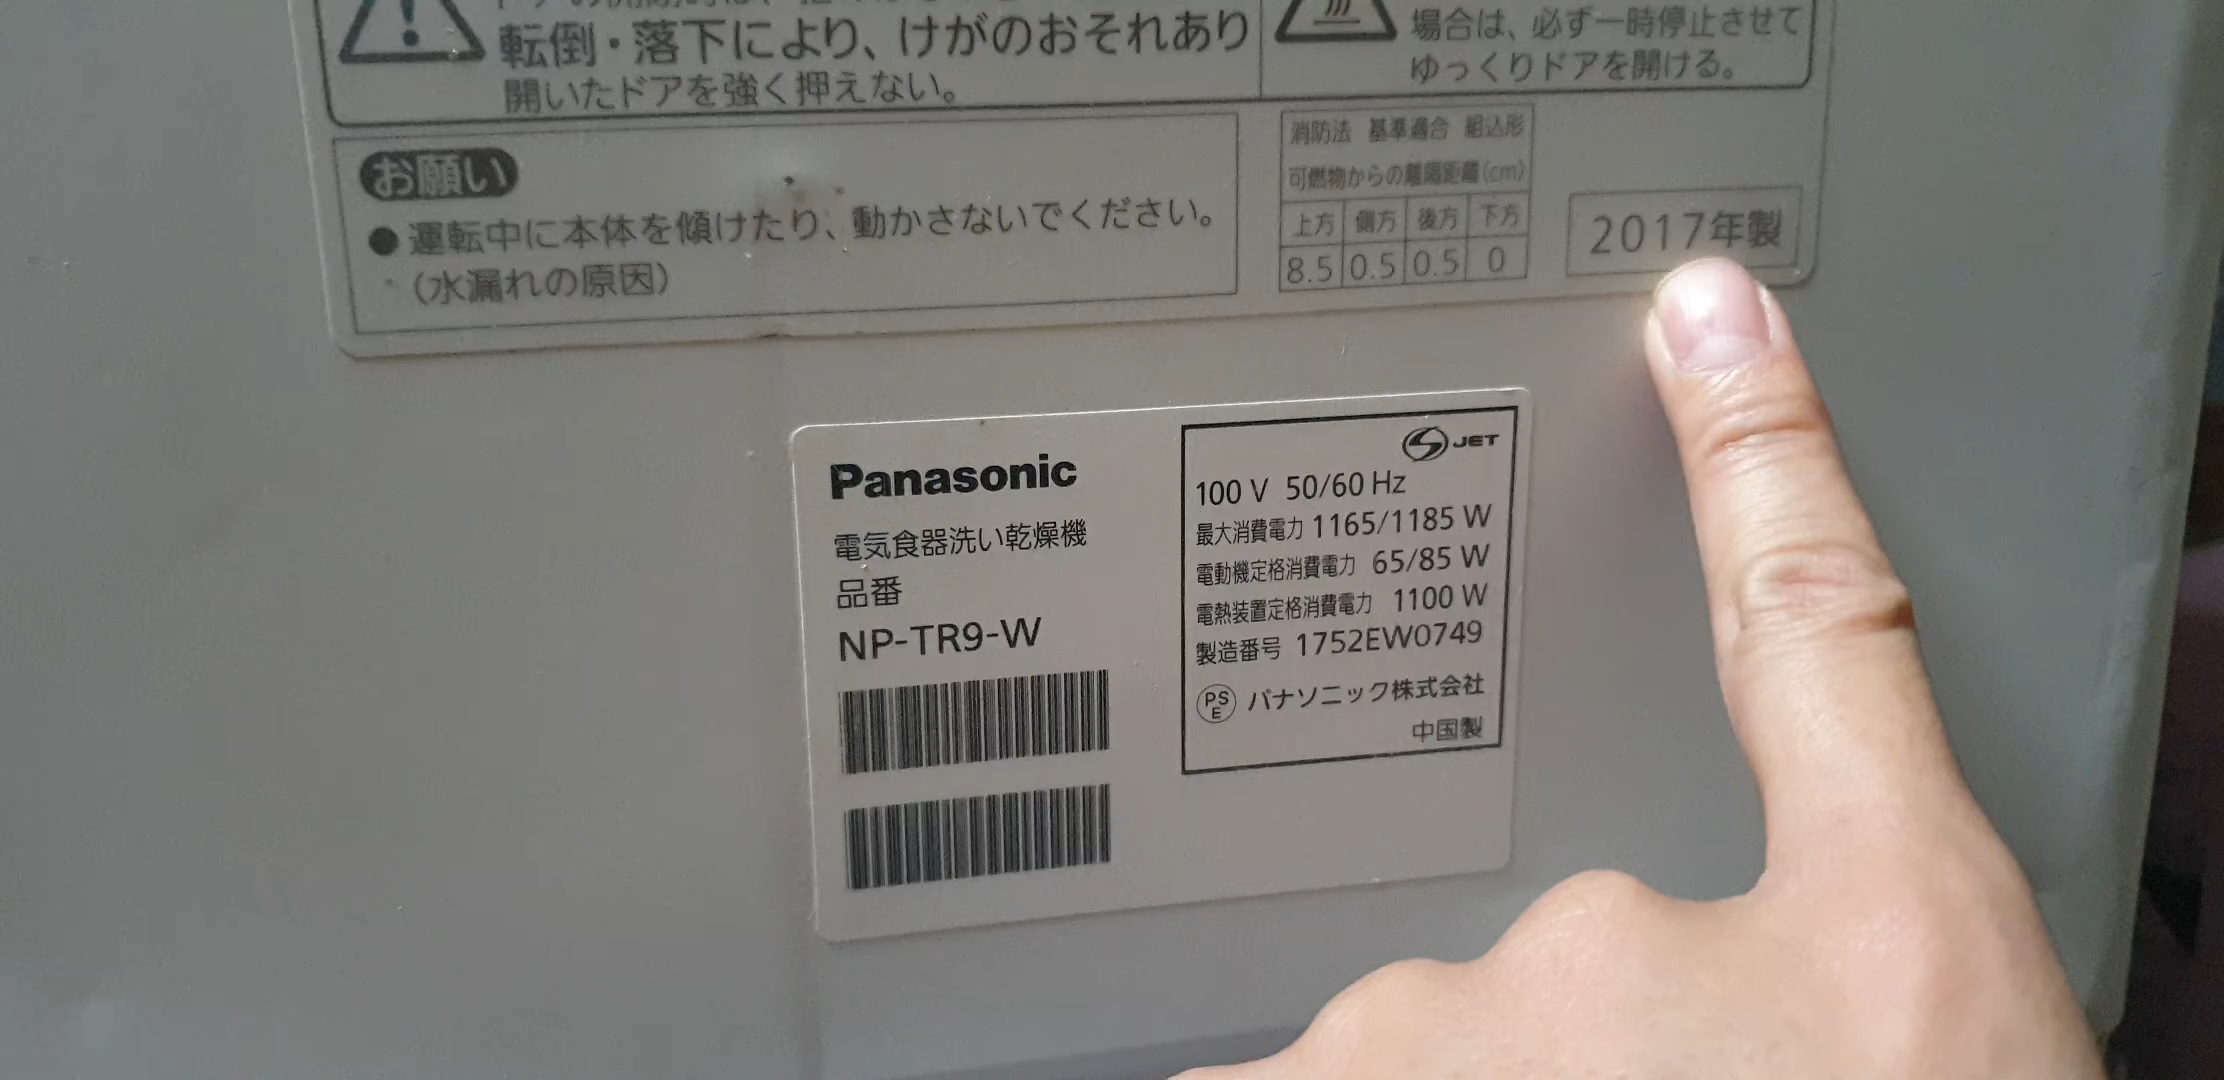 転倒・落下により、けがのおそれあり
開いたドアを強く押えない。
場合は、必ず一時停止させて
ゆっくりドアを開ける。
お願い
●運転中に本体を傾けたり、動かさないでください。
(水漏れの原因)
消防法 基準適合 組込形
可燃物からの離隔距離(cm)
上方 側方 後方 下方
8.5 0.5 0.5 0
2017年製
Panasonic
電気食器洗い乾燥機
品番
NP-TR9-W
JET
100 V 50/60 Hz
最大消費電力 1165/1185 W
電動機定格消費電力 65/85 W
電熱装置定格消費電力 1100 W
製造番号 1752EW0749
PSE パナソニック株式会社
中国製